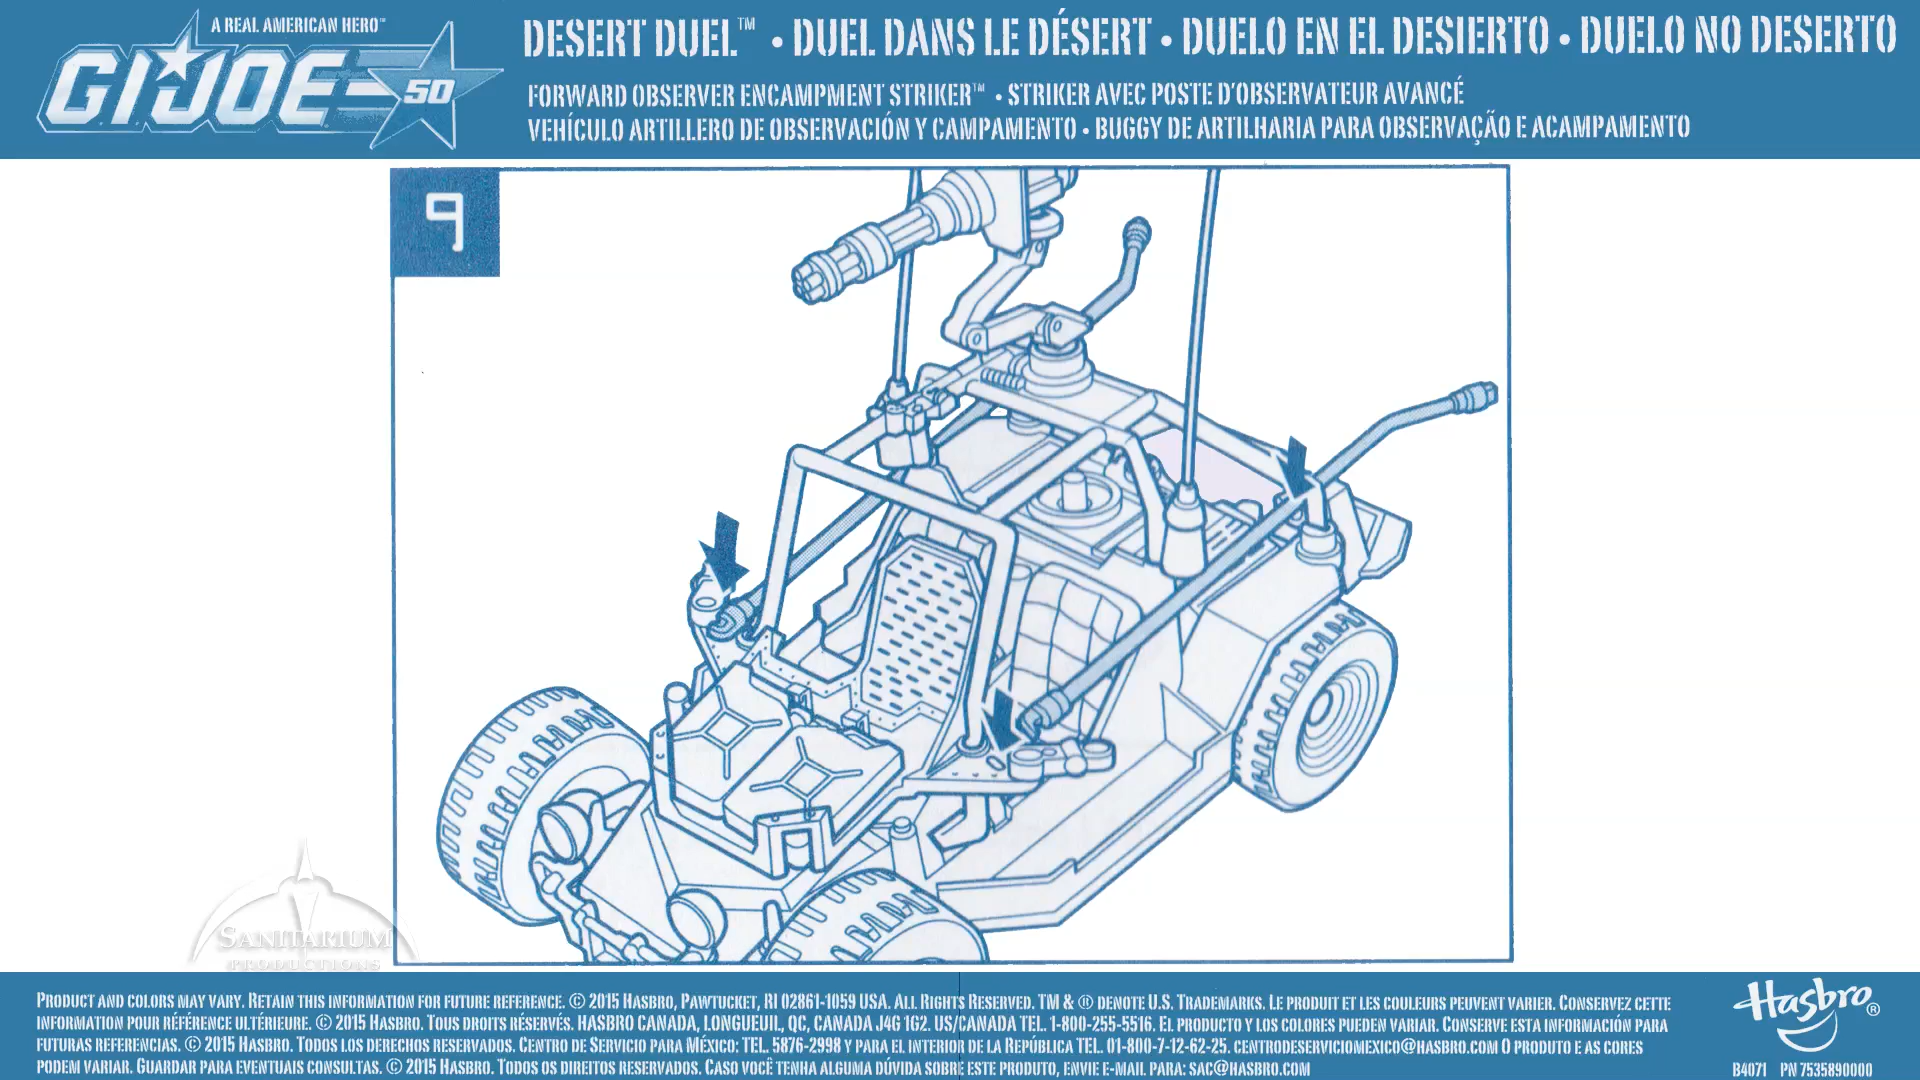 A REAL AMERICAN HERO™
G.I. JOE 50
DESERT DUEL™ • DUEL DANS LE DÉSERT • DUELO EN EL DESIERTO • DUELO NO DESERTO
FORWARD OBSERVER ENCAMPMENT STRIKER™ • STRIKER AVEC POSTE D'OBSERVATEUR AVANCÉ
VEHÍCULO ARTILLERO DE OBSERVACIÓN Y CAMPAMENTO • BUGGY DE ARTILHARIA PARA OBSERVAÇÃO E ACAMPAMENTO
9
SANITARIUM
PRODUCTIONS
PRODUCT AND COLORS MAY VARY. RETAIN THIS INFORMATION FOR FUTURE REFERENCE. © 2015 HASBRO, PAWTUCKET, RI 02861-1059 USA. ALL RIGHTS RESERVED. TM & ® DENOTE U.S. TRADEMARKS. LE PRODUIT ET LES COULEURS PEUVENT VARIER. CONSERVEZ CETTE
INFORMATION POUR RÉFÉRENCE ULTÉRIEURE. © 2015 HASBRO. TOUS DROITS RÉSERVÉS. HASBRO CANADA, LONGUEUIL, QC, CANADA J4G 1G2. US/CANADA TEL. 1-800-255-5516. EL PRODUCTO Y LOS COLORES PUEDEN VARIAR. CONSERVE ESTA INFORMACIÓN PARA
FUTURAS REFERENCIAS. © 2015 HASBRO. TODOS LOS DERECHOS RESERVADOS. CENTRO DE SERVICIO PARA MÉXICO: TEL. 5876-2998 Y PARA EL INTERIOR DE LA REPÚBLICA TEL. 01-800-7-12-62-25. CENTRODESERVICIOMEXICO@HASBRO.COM O PRODUTO E AS CORES
PODEM VARIAR. GUARDAR PARA EVENTUAIS CONSULTAS. © 2015 HASBRO. TODOS OS DIREITOS RESERVADOS. CASO VOCÊ TENHA ALGUMA DÚVIDA SOBRE ESTE PRODUTO, ENVIE E-MAIL PARA: SAC@HASBRO.COM
Hasbro®
B4071 PN 7535890000